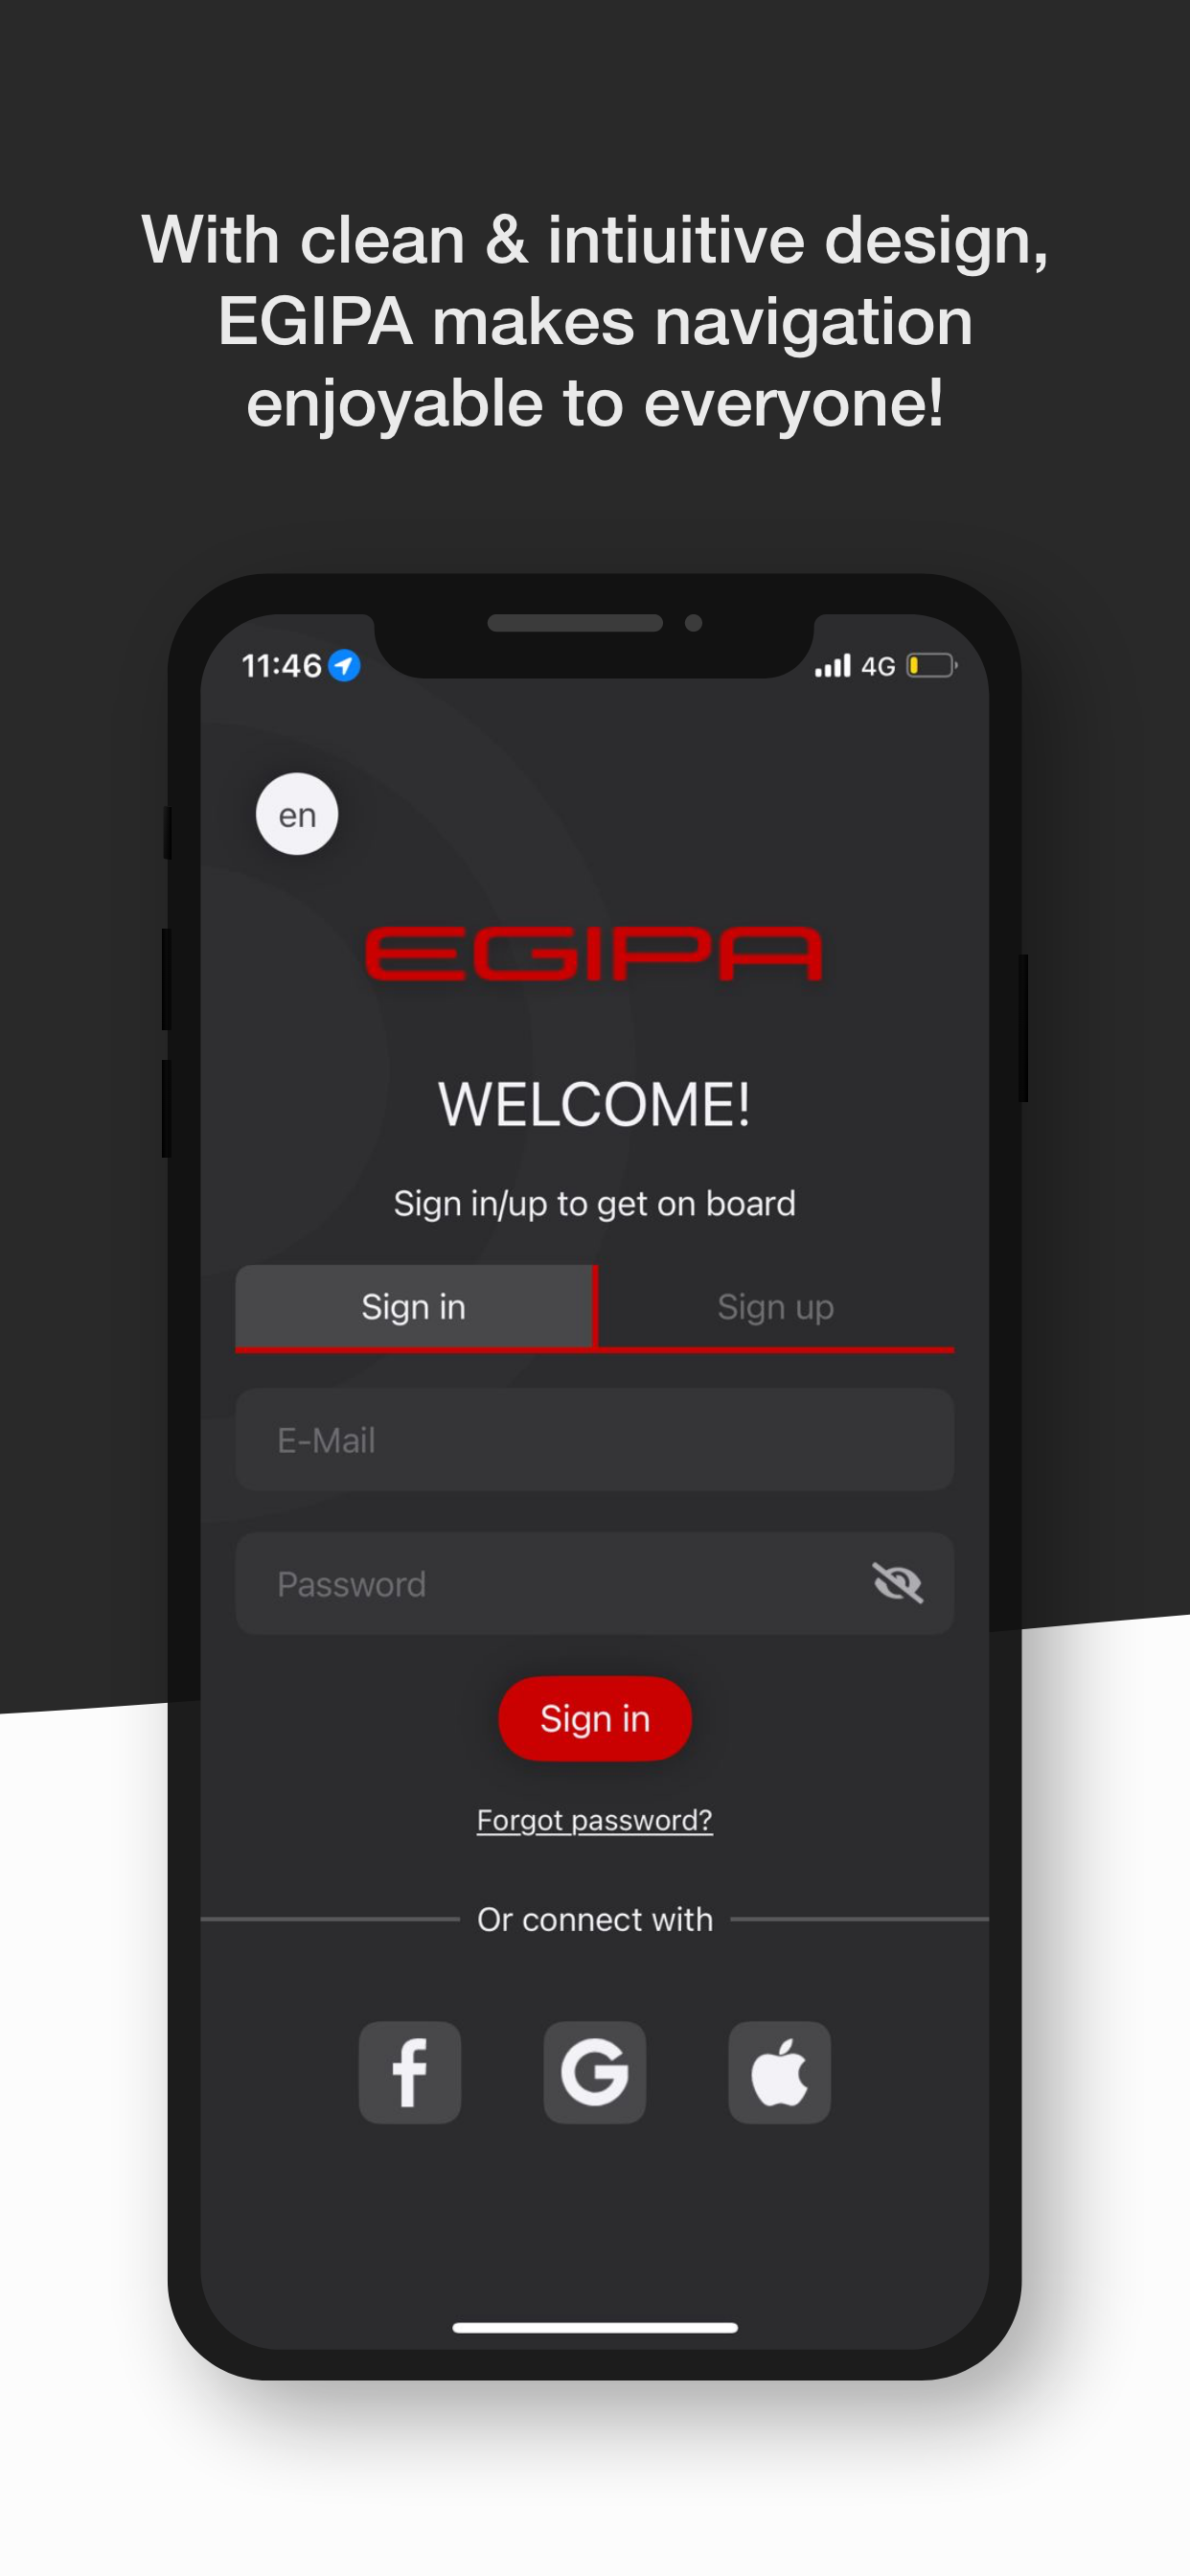 With clean & intiuitive design,
EGIPA makes navigation
enjoyable to everyone!
11:46 4G
en
EGIPA
WELCOME!
Sign in/up to get on board
Sign in Sign up
E-Mail
Password
Sign in
Forgot password?
Or connect with